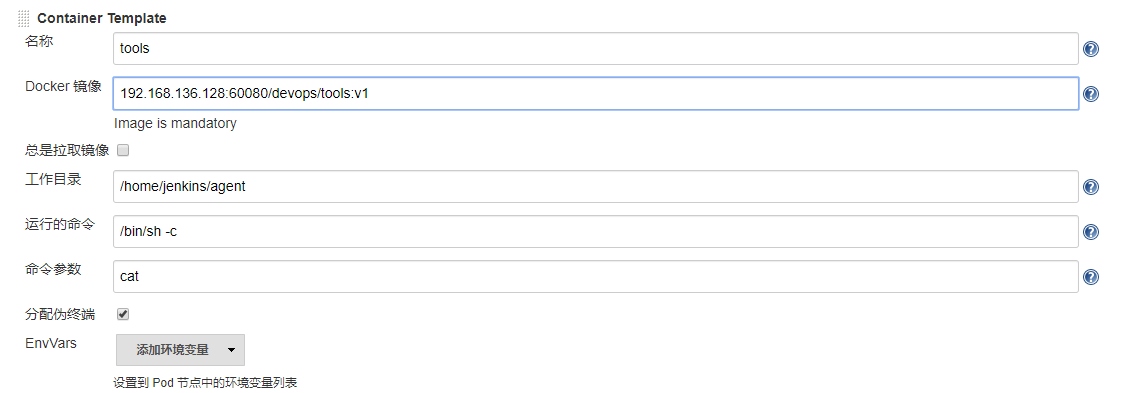 Container Template
名称
tools
Docker 镜像
192.168.136.128:60080/devops/tools:v1
Image is mandatory
总是拉取镜像
工作目录
/home/jenkins/agent
运行的命令
/bin/sh -c
命令参数
cat
分配伪终端
EnvVars
添加环境变量
设置到 Pod 节点中的环境变量列表